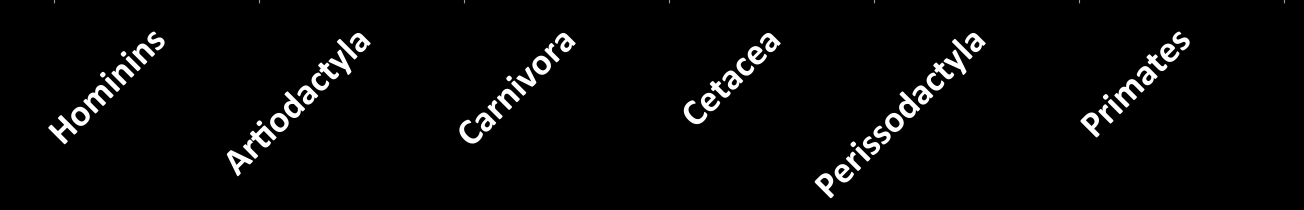 Hominins
Artiodactyla
Carnivora
Cetacea
Perissodactyla
Primates